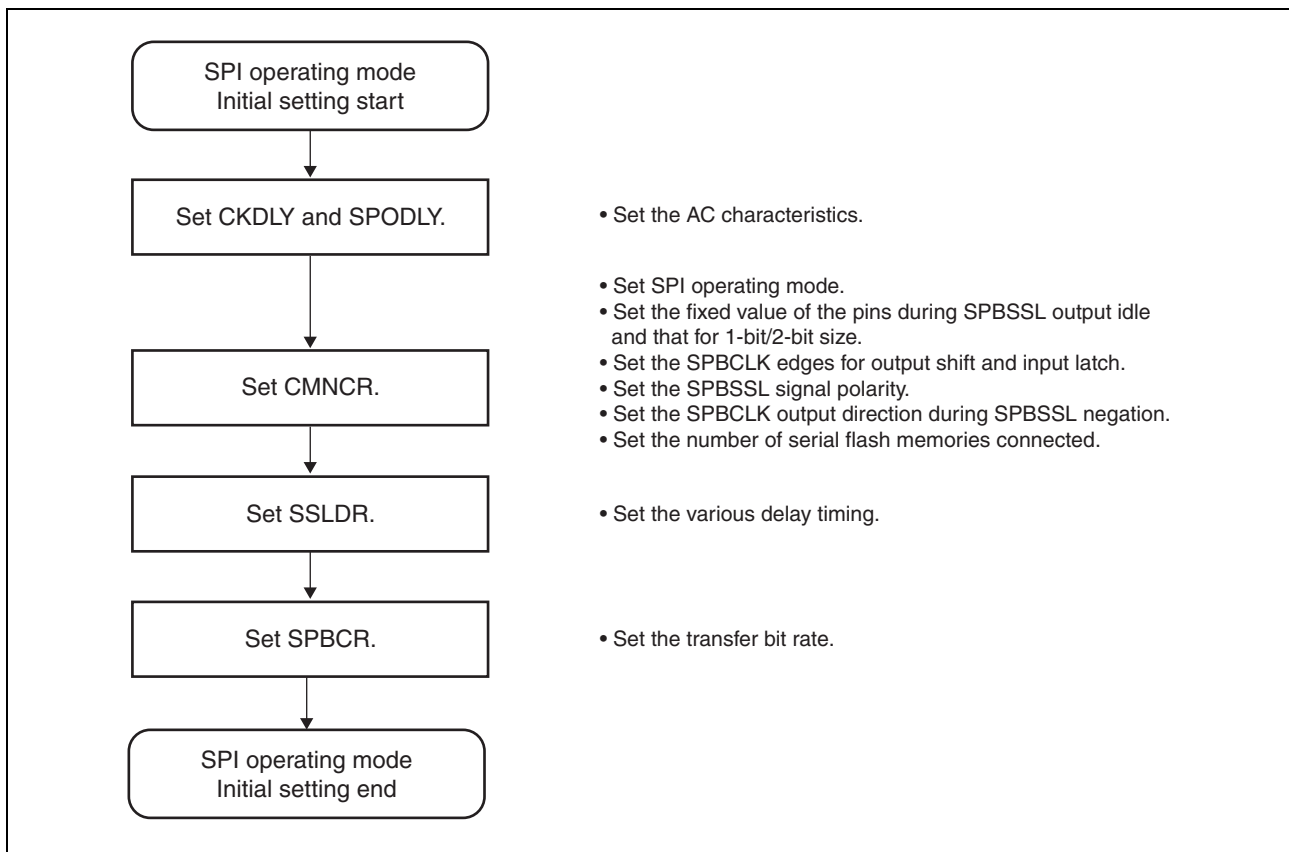 SPI operating mode
Initial setting start
Set CKDLY and SPODLY.
• Set the AC characteristics.
• Set SPI operating mode.
• Set the fixed value of the pins during SPBSSL output idle
and that for 1-bit/2-bit size.
• Set the SPBCLK edges for output shift and input latch.
Set CMNCR.
• Set the SPBSSL signal polarity.
• Set the SPBCLK output direction during SPBSSL negation.
• Set the number of serial flash memories connected.
Set SSLDR.
• Set the various delay timing.
Set SPBCR.
• Set the transfer bit rate.
SPI operating mode
Initial setting end